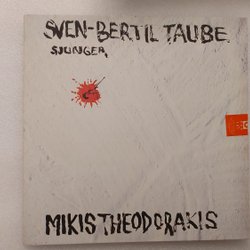 SVEN-BERTIL TAUBE
SJUNGER
MIKIS THEODORAKIS